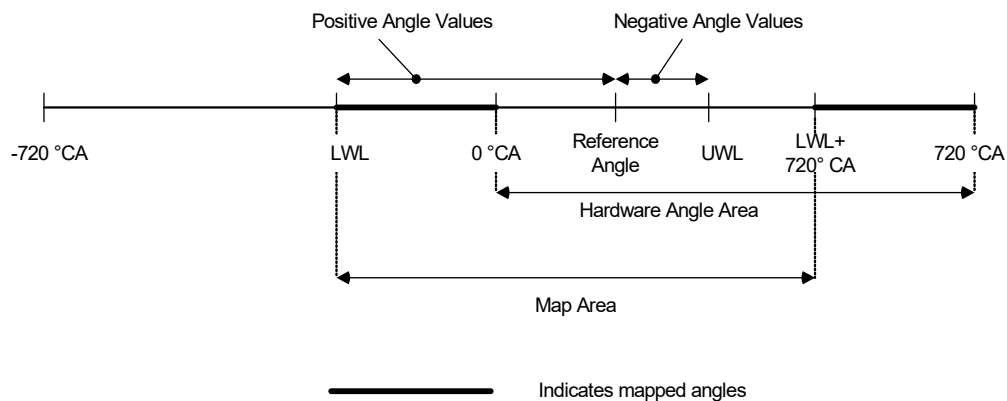 Positive Angle Values
Negative Angle Values
-720 °CA
LWL
0 °CA
Reference
Angle
UWL
LWL+
720° CA
720 °CA
Hardware Angle Area
Map Area
Indicates mapped angles